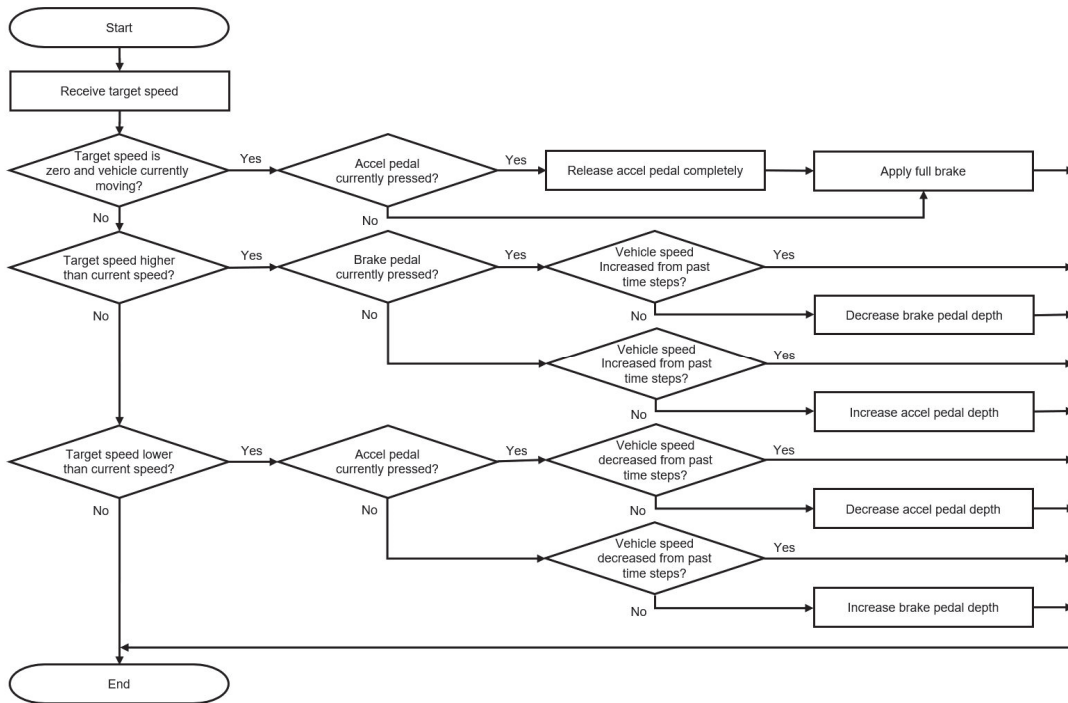 Start
Receive target speed
Target speed is
zero and vehicle currently
moving?
Yes
No
Accel pedal
currently pressed?
Yes
No
Release accel pedal completely
Apply full brake
Target speed higher
than current speed?
Yes
No
Brake pedal
currently pressed?
Yes
No
Vehicle speed
Increased from past
time steps?
Yes
No
Decrease brake pedal depth
Vehicle speed
Increased from past
time steps?
Yes
No
Increase accel pedal depth
Target speed lower
than current speed?
Yes
No
Accel pedal
currently pressed?
Yes
No
Vehicle speed
decreased from past
time steps?
Yes
No
Decrease accel pedal depth
Vehicle speed
decreased from past
time steps?
Yes
No
Increase brake pedal depth
End